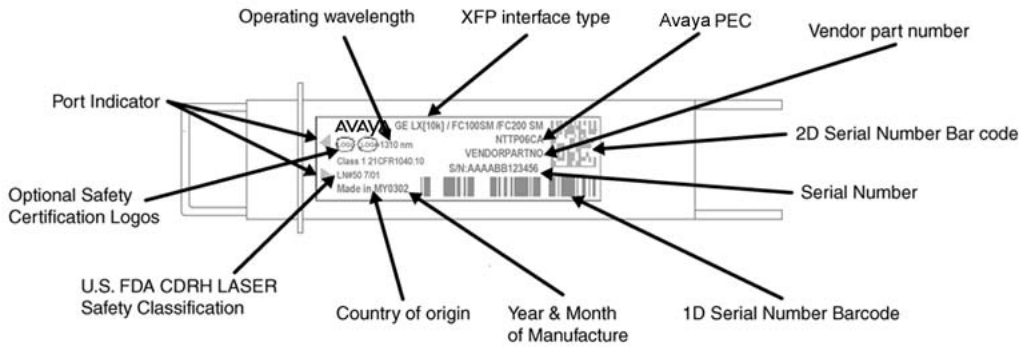 Operating wavelength
XFP interface type
Avaya PEC
Vendor part number
Port Indicator
AVAYA
GE LX[10k] / FC100SM /FC200 SM
NTTP06CA
LOGO LOGO 1310 nm
VENDORPARTNO
2D Serial Number Bar code
Class 1 21CFR1040.10
S/N:AAAABB123456
LN#50 7/01
Made in MY0302
Optional Safety
Certification Logos
Serial Number
U.S. FDA CDRH LASER
Safety Classification
Country of origin
Year & Month
of Manufacture
1D Serial Number Barcode